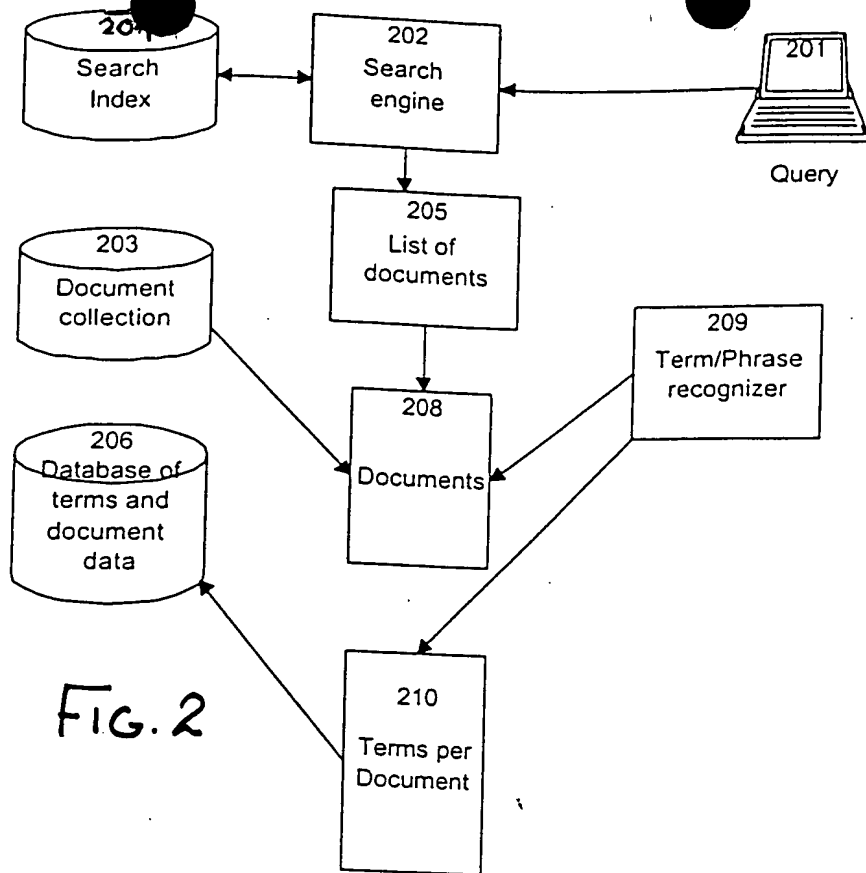 202
Search
engine
201
Query
Search
Index
205
List of
documents
203
Document
collection
209
Term/Phrase
recognizer
208
Documents
206
Database of
terms and
document
data
210
Terms per
Document
FIG. 2